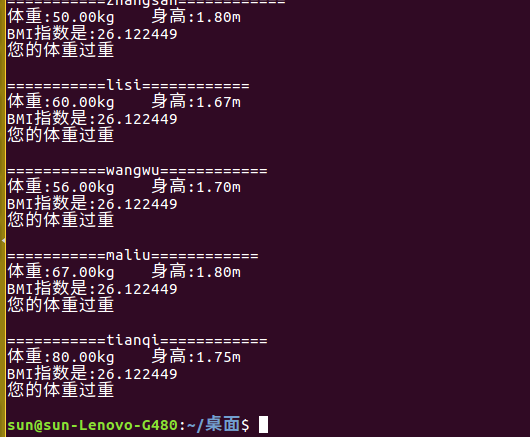 ===========zhangsan============
体重:50.00kg    身高:1.80m
BMI指数是:26.122449
您的体重过重
===========lisi============
体重:60.00kg    身高:1.67m
BMI指数是:26.122449
您的体重过重
===========wangwu============
体重:56.00kg    身高:1.70m
BMI指数是:26.122449
您的体重过重
===========maliu============
体重:67.00kg    身高:1.80m
BMI指数是:26.122449
您的体重过重
===========tianqi============
体重:80.00kg    身高:1.75m
BMI指数是:26.122449
您的体重过重
sun@sun-Lenovo-G480:~/桌面$